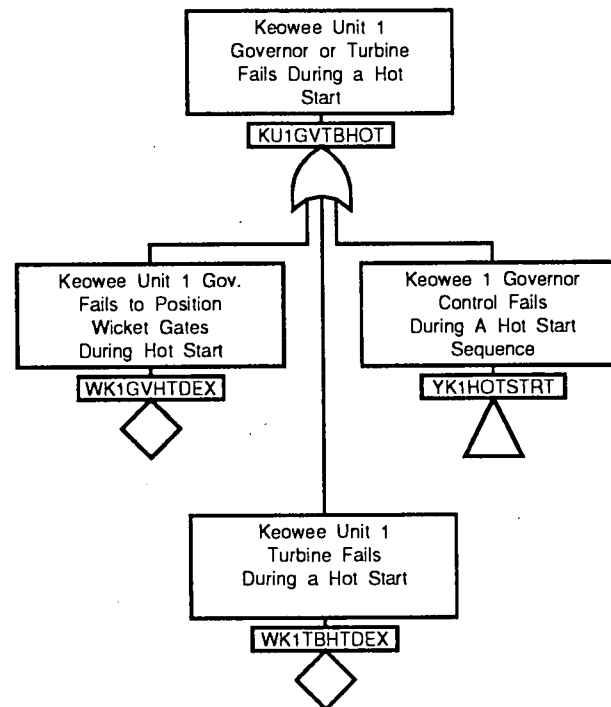 Keowee Unit 1
Governor or Turbine
Fails During a Hot
Start
KU1GVTBHOT
Keowee Unit 1 Gov.
Fails to Position
Wicket Gates
During Hot Start
WK1GVHTDEX
Keowee 1 Governor
Control Fails
During A Hot Start
Sequence
YK1HOTSTRT
Keowee Unit 1
Turbine Fails
During a Hot Start
WK1TBHTDEX